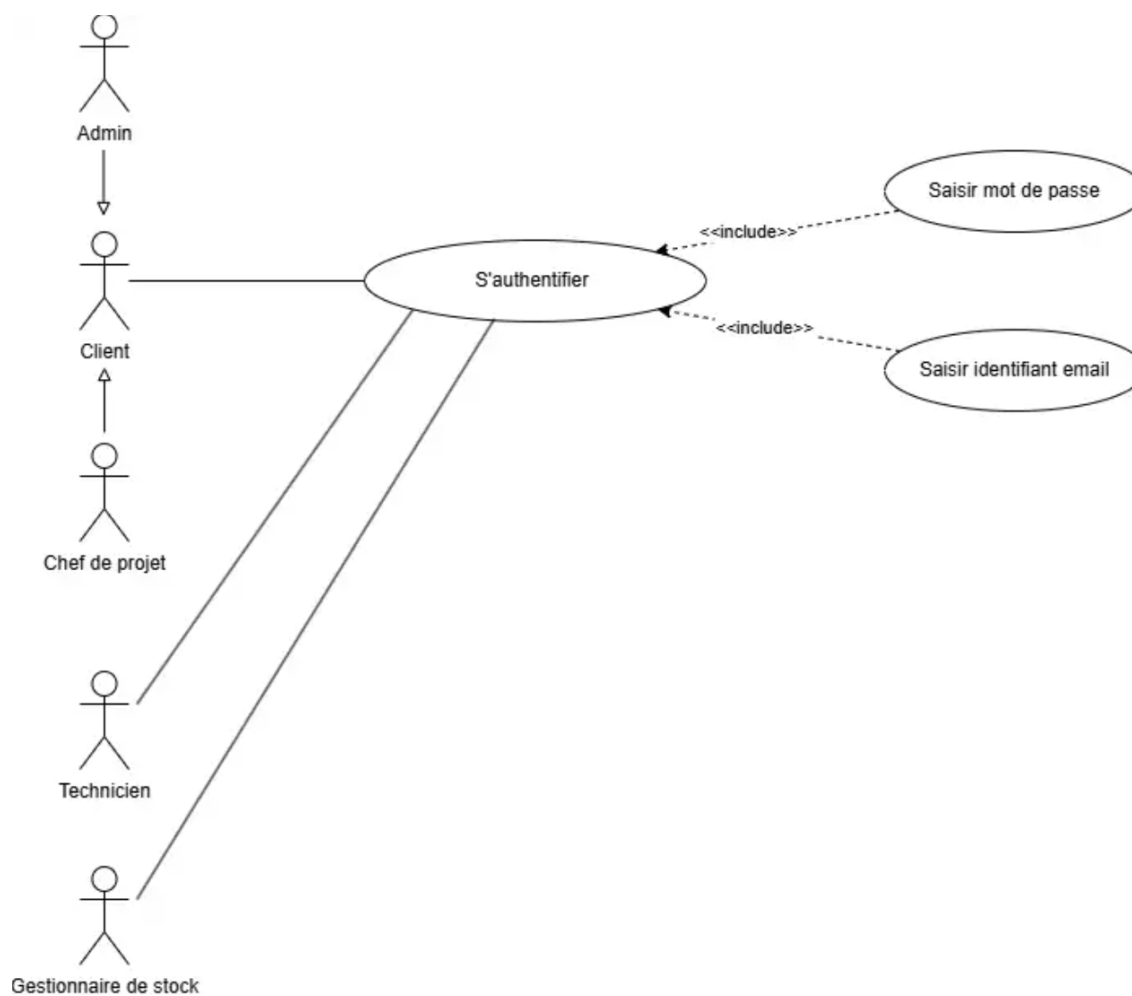 Admin
Saisir mot de passe
<<include>>
S'authentifier
<<include>>
Client
Saisir identifiant email
Chef de projet
Technicien
Gestionnaire de stock